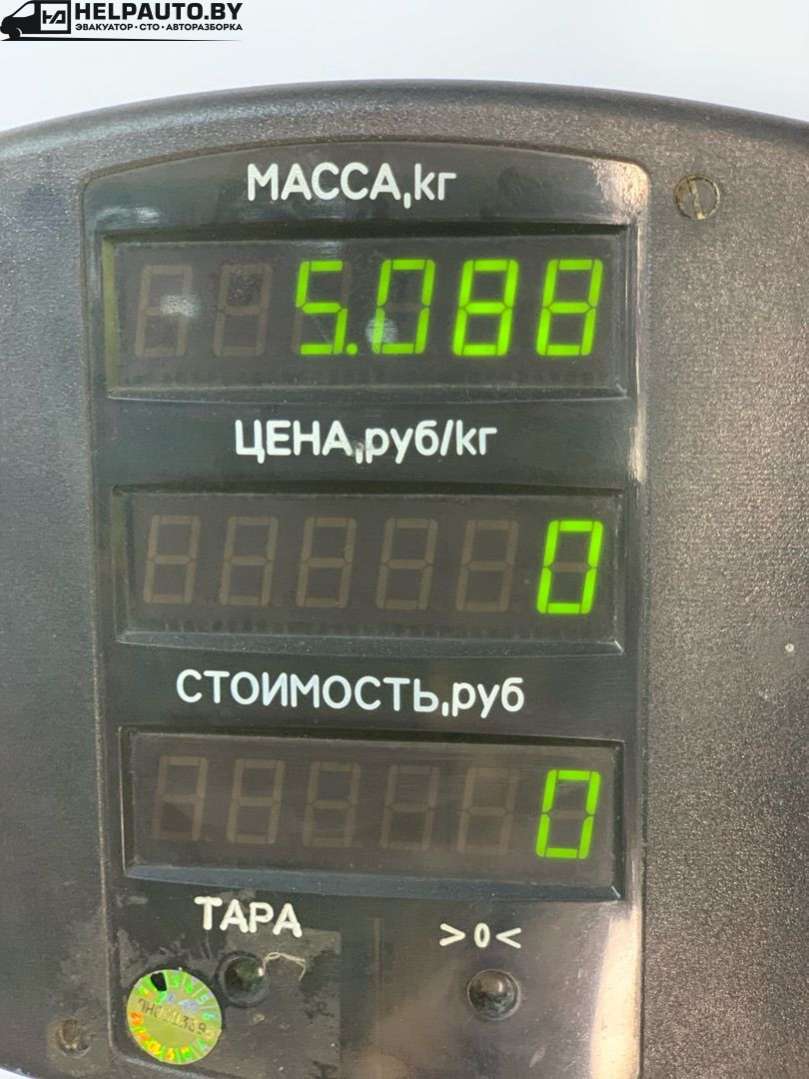 HELPAUTO.BY
ЭВАКУАТОР • СТО • АВТОРАЗБОРКА
МАССА,кг
5.088
ЦЕНА,руб/кг
0
СТОИМОСТЬ,руб
0
ТАРА
>0<